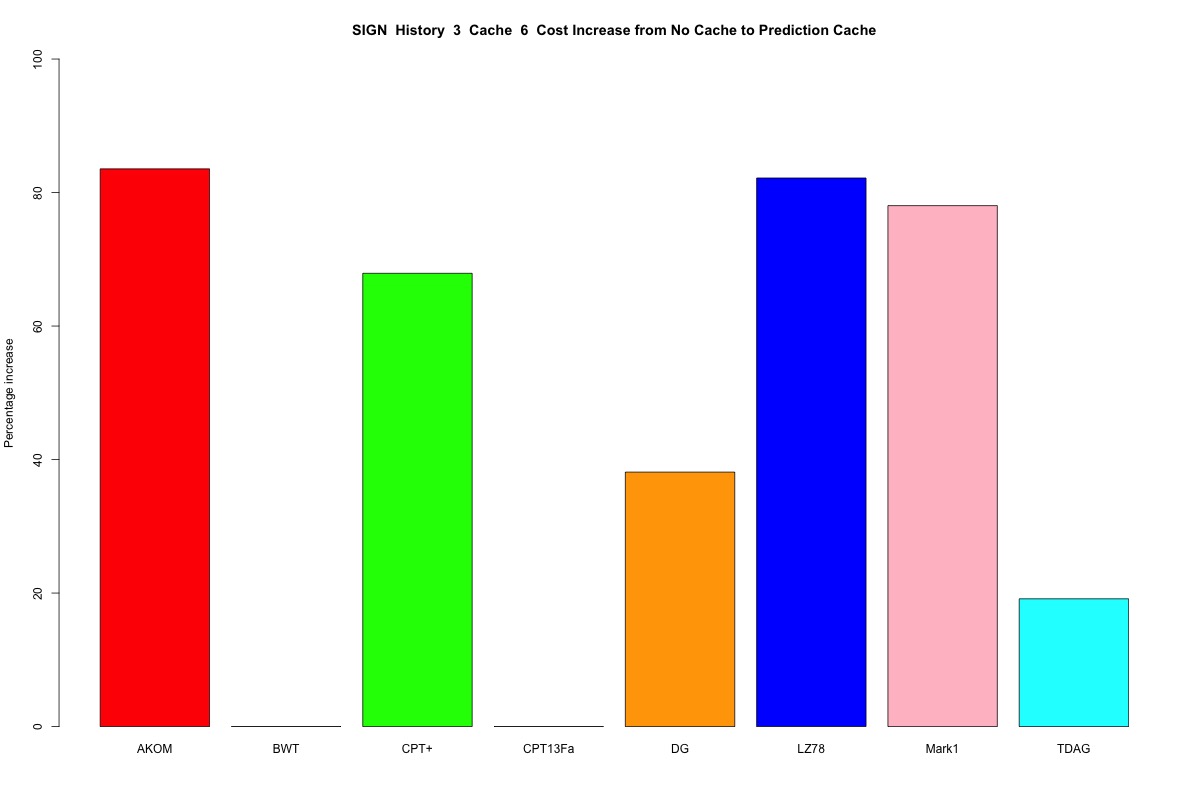 SIGN  History  3  Cache  6  Cost Increase from No Cache to Prediction Cache
Percentage increase
100
80
60
40
20
0
AKOM
BWT
CPT+
CPT13Fa
DG
LZ78
Mark1
TDAG